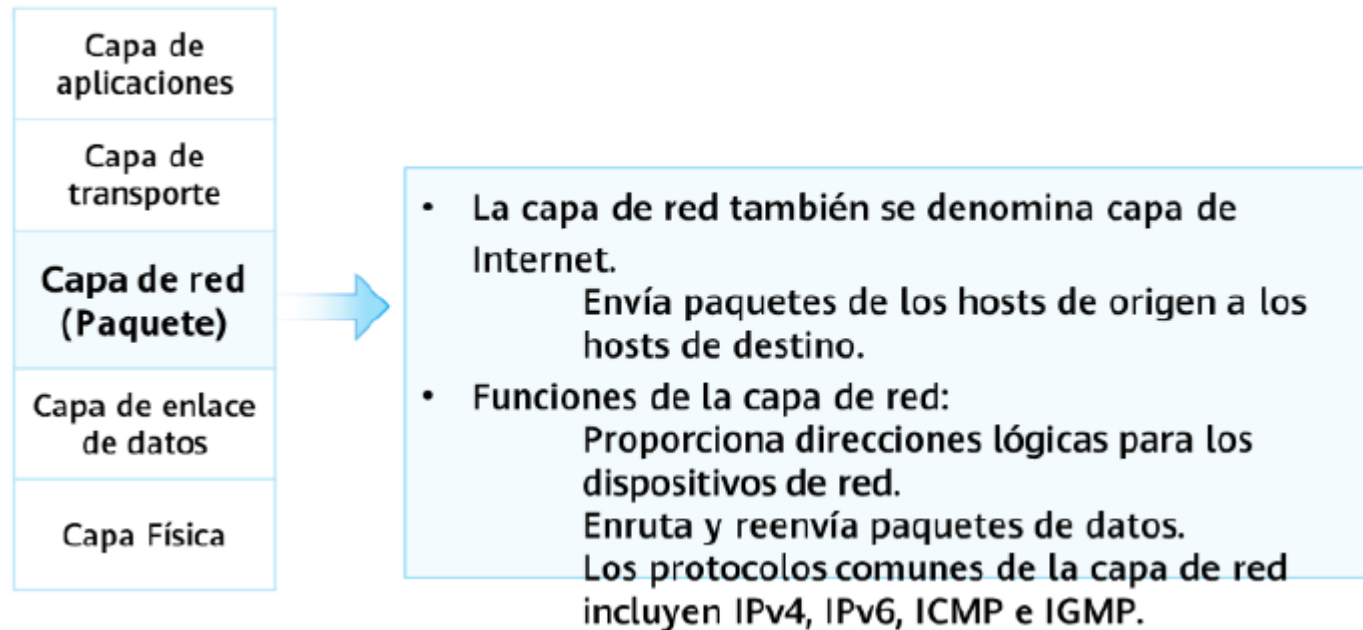 Capa de
aplicaciones
Capa de
transporte
Capa de red
(Paquete)
Capa de enlace
de datos
Capa Física
• La capa de red también se denomina capa de
Internet.
Envía paquetes de los hosts de origen a los
hosts de destino.
• Funciones de la capa de red:
Proporciona direcciones lógicas para los
dispositivos de red.
Enruta y reenvía paquetes de datos.
Los protocolos comunes de la capa de red
incluyen IPv4, IPv6, ICMP e IGMP.